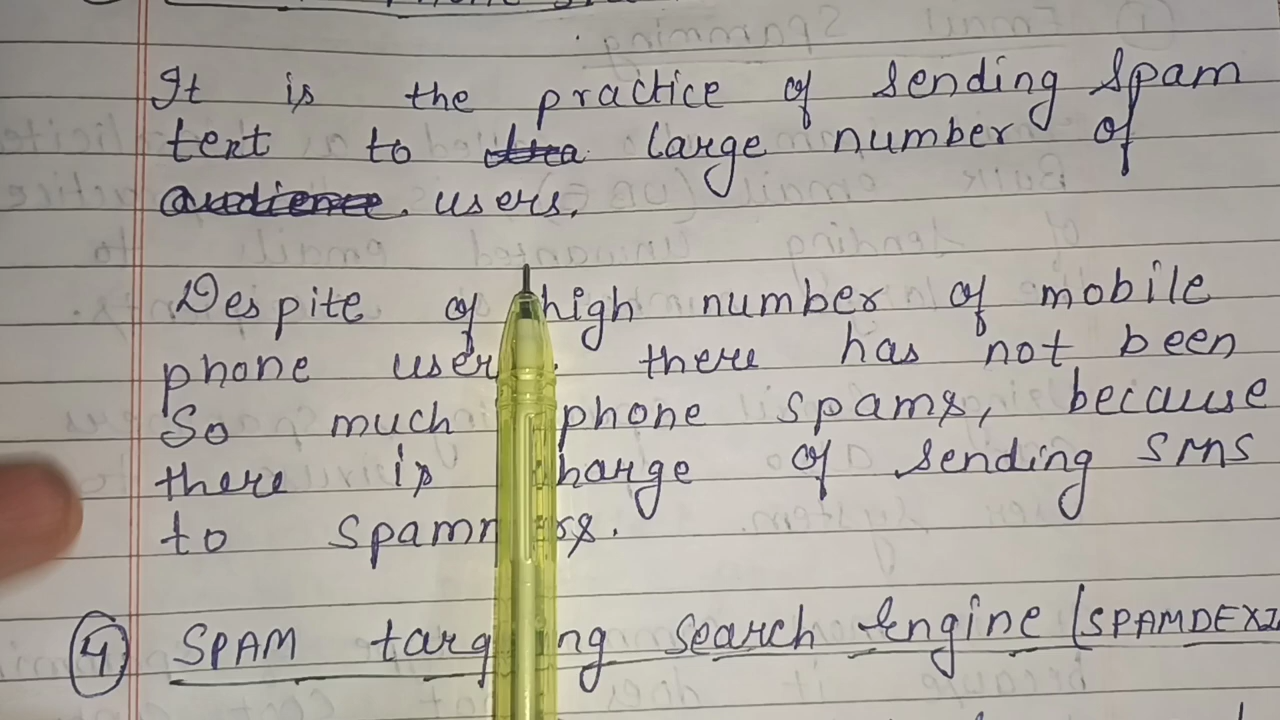 It is the practice of sending spam
text to large number of
audience. users.
Despite of high number of mobile
phone users there has not been
So much phone spams, because
there is charge of sending SMS
to spammers.
4 SPAM targ ng search Engine (SPAMDEXI